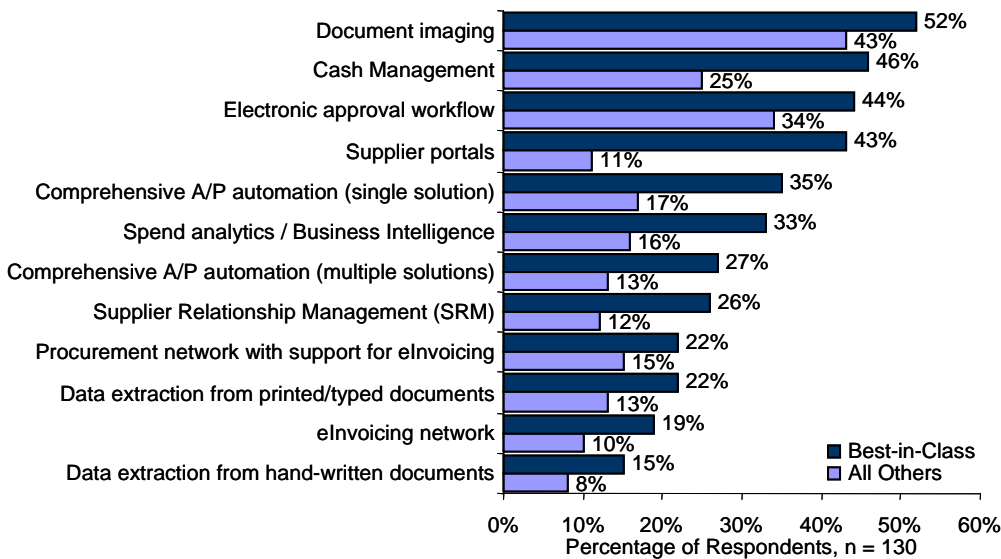 Document imaging
52%
43%
Cash Management
46%
25%
Electronic approval workflow
44%
34%
Supplier portals
43%
11%
Comprehensive A/P automation (single solution)
35%
17%
Spend analytics / Business Intelligence
33%
16%
Comprehensive A/P automation (multiple solutions)
27%
13%
Supplier Relationship Management (SRM)
26%
12%
Procurement network with support for eInvoicing
22%
15%
Data extraction from printed/typed documents
22%
13%
eInvoicing network
19%
10%
Data extraction from hand-written documents
15%
8%
Best-in-Class
All Others
0% 10% 20% 30% 40% 50% 60%
Percentage of Respondents, n = 130